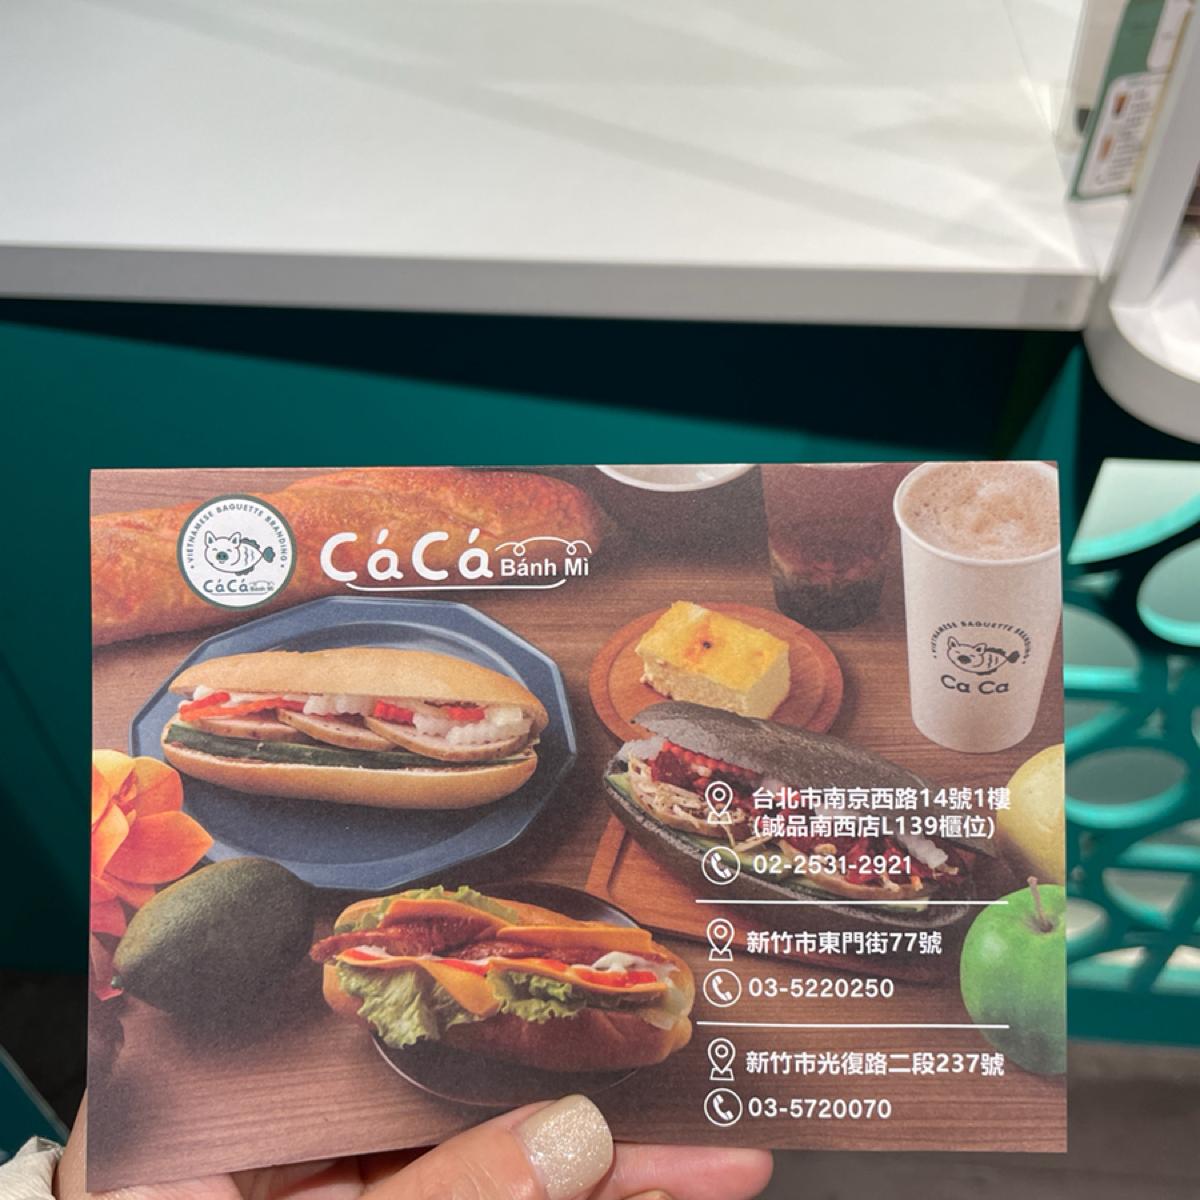 VIETNAMESE BAGUETTE BRANDING
CáCá Bánh Mì
CáCá Bánh Mì
VIETNAMESE BAGUETTE BRANDING
Ca Ca
台北市南京西路14號1樓
(誠品南西店L139櫃位)
02-2531-2921
新竹市東門街77號
03-5220250
新竹市光復路二段237號
03-5720070